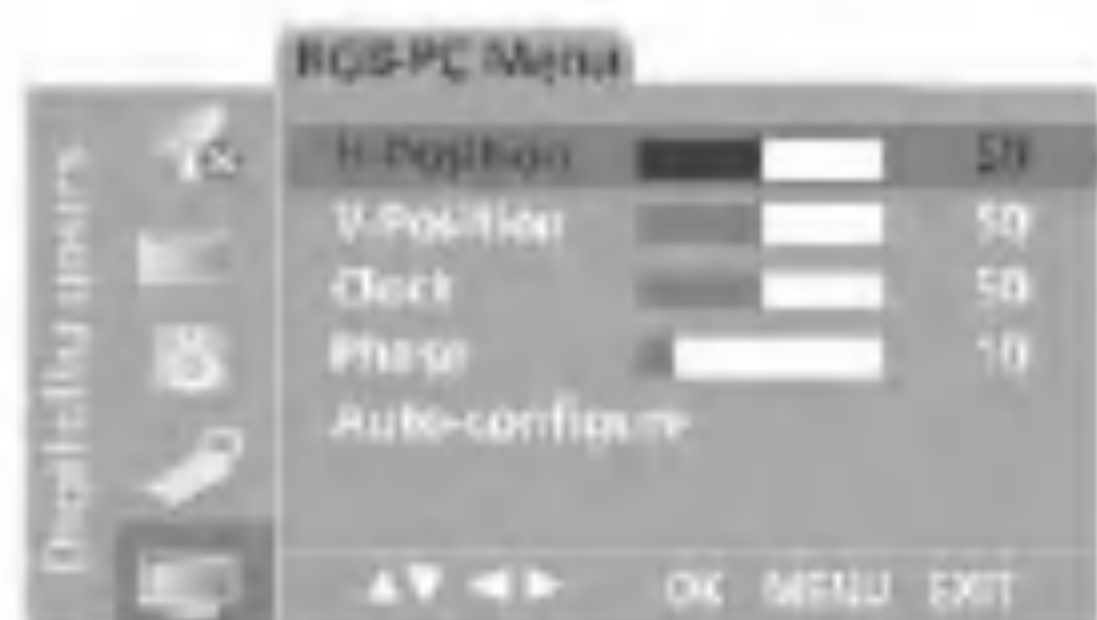 RGB-PC Menu
H-Position 50
V-Position 50
Clock 50
Phase 10
Auto-configure
▲▼ ◀▶ OK MENU EXIT